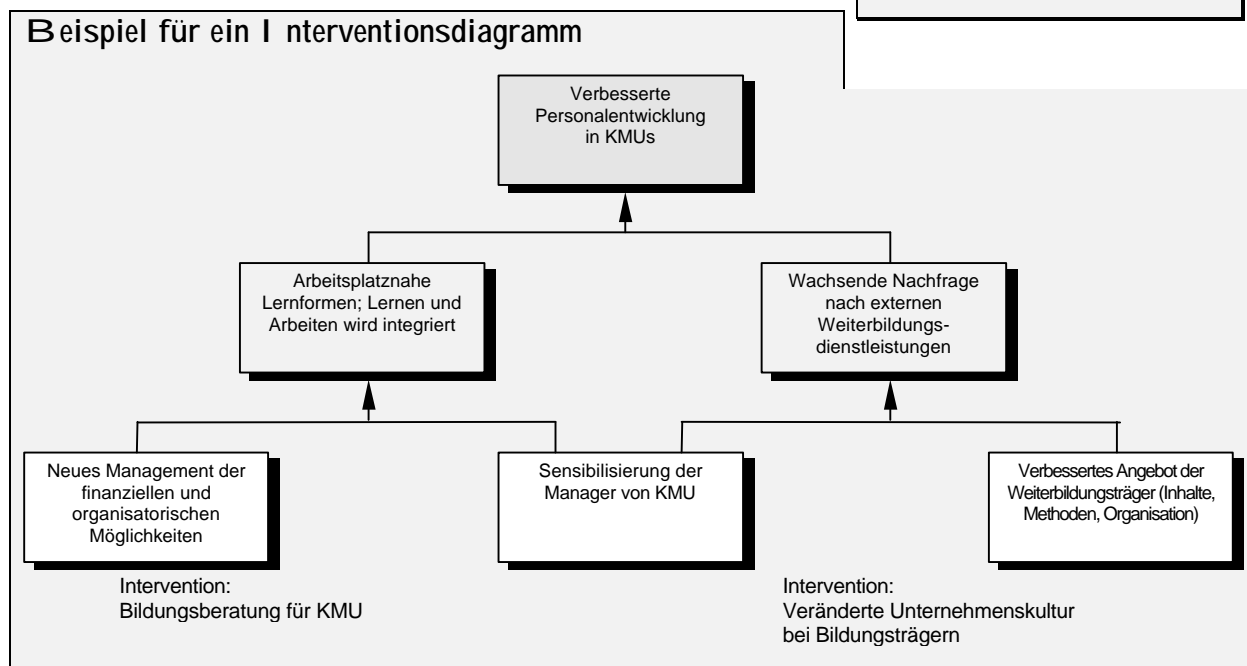 Beispiel für ein Interventionsdiagramm
Verbesserte
Personalentwicklung
in KMUs
Arbeitsplatznahe
Lernformen; Lernen und
Arbeiten wird integriert
Wachsende Nachfrage
nach externen
Weiterbildungs-
dienstleistungen
Neues Management der
finanziellen und
organisatorischen
Möglichkeiten
Sensibilisierung der
Manager von KMU
Verbessertes Angebot der
Weiterbildungsträger (Inhalte,
Methoden, Organisation)
Intervention:
Bildungsberatung für KMU
Intervention:
Veränderte Unternehmenskultur
bei Bildungsträgern